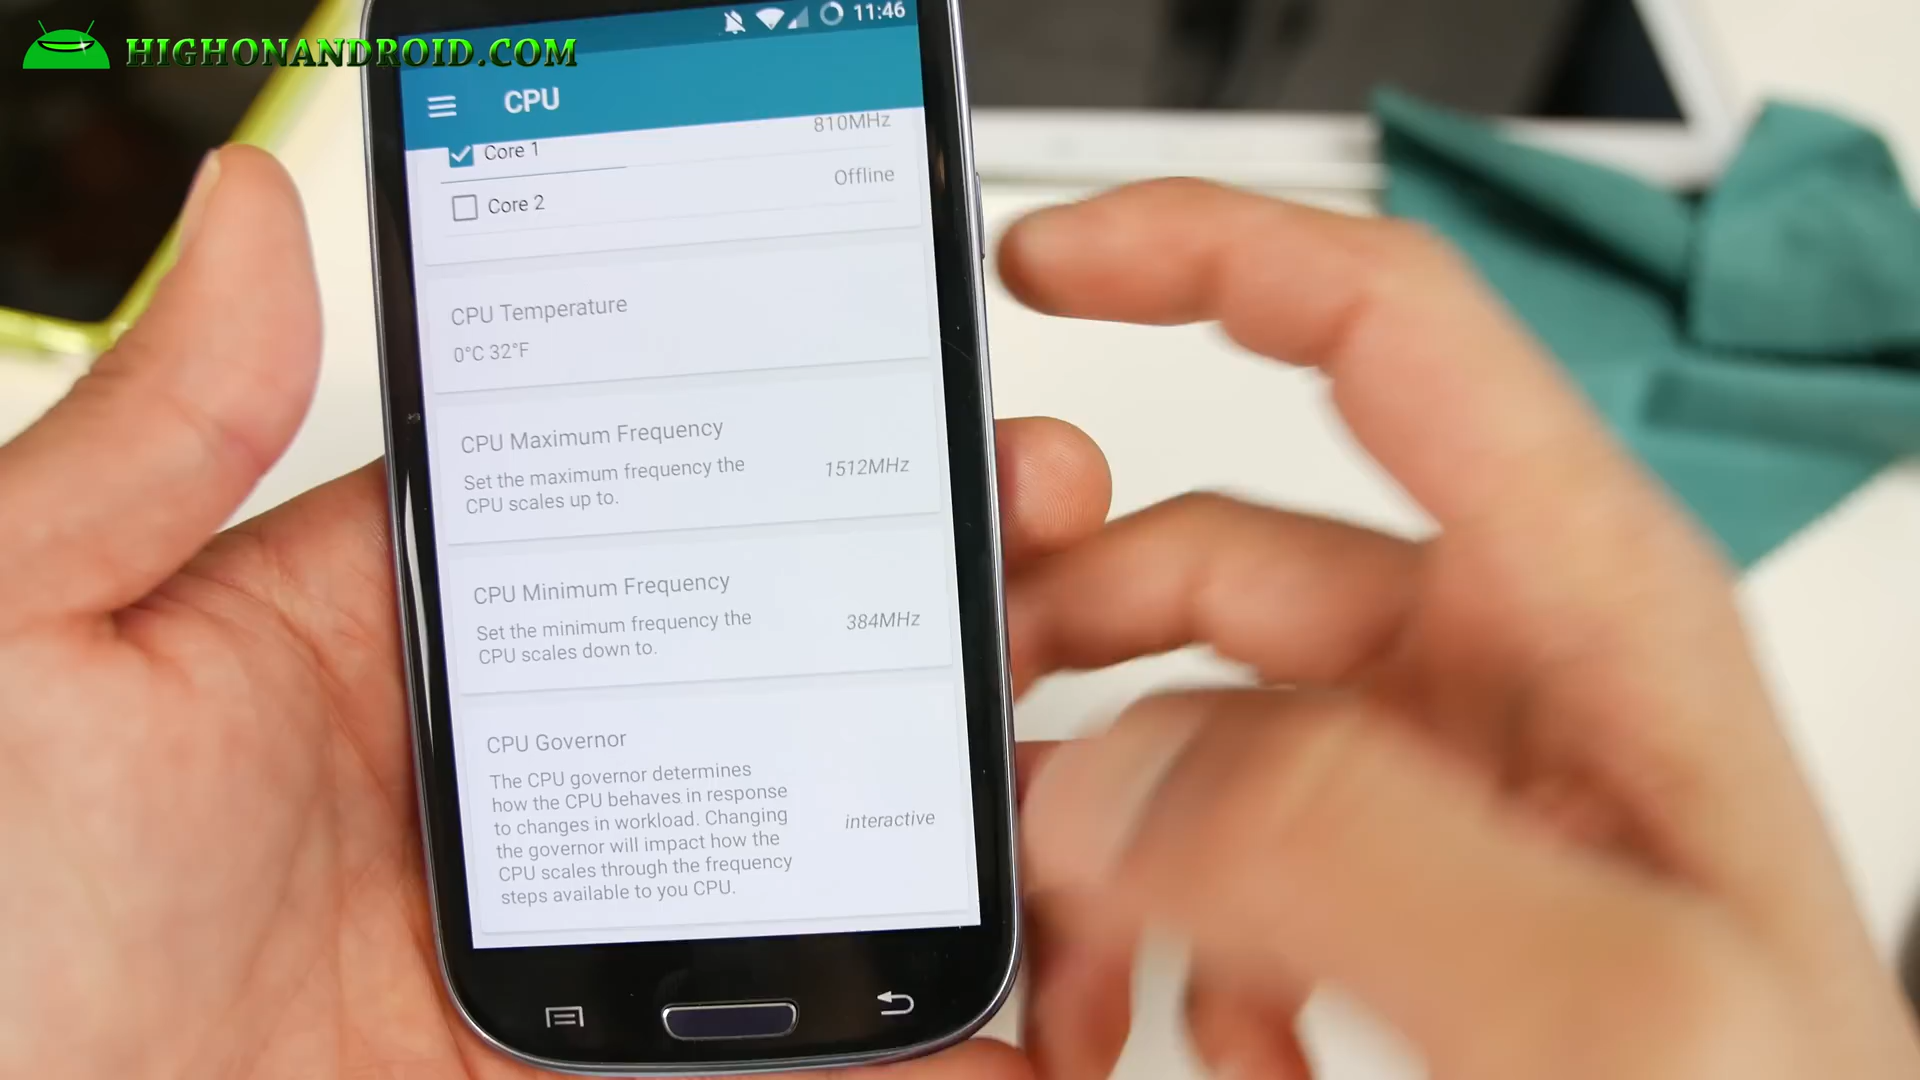 HIGHONANDROID.COM
11:46
CPU
810MHz
Core 1
Offline
Core 2
CPU Temperature
0°C 32°F
CPU Maximum Frequency
Set the maximum frequency the
CPU scales up to.
1512MHz
CPU Minimum Frequency
Set the minimum frequency the
CPU scales down to.
384MHz
CPU Governor
The CPU governor determines
how the CPU behaves in response
to changes in workload. Changing
the governor will impact how the
CPU scales through the frequency
steps available to you CPU.
interactive